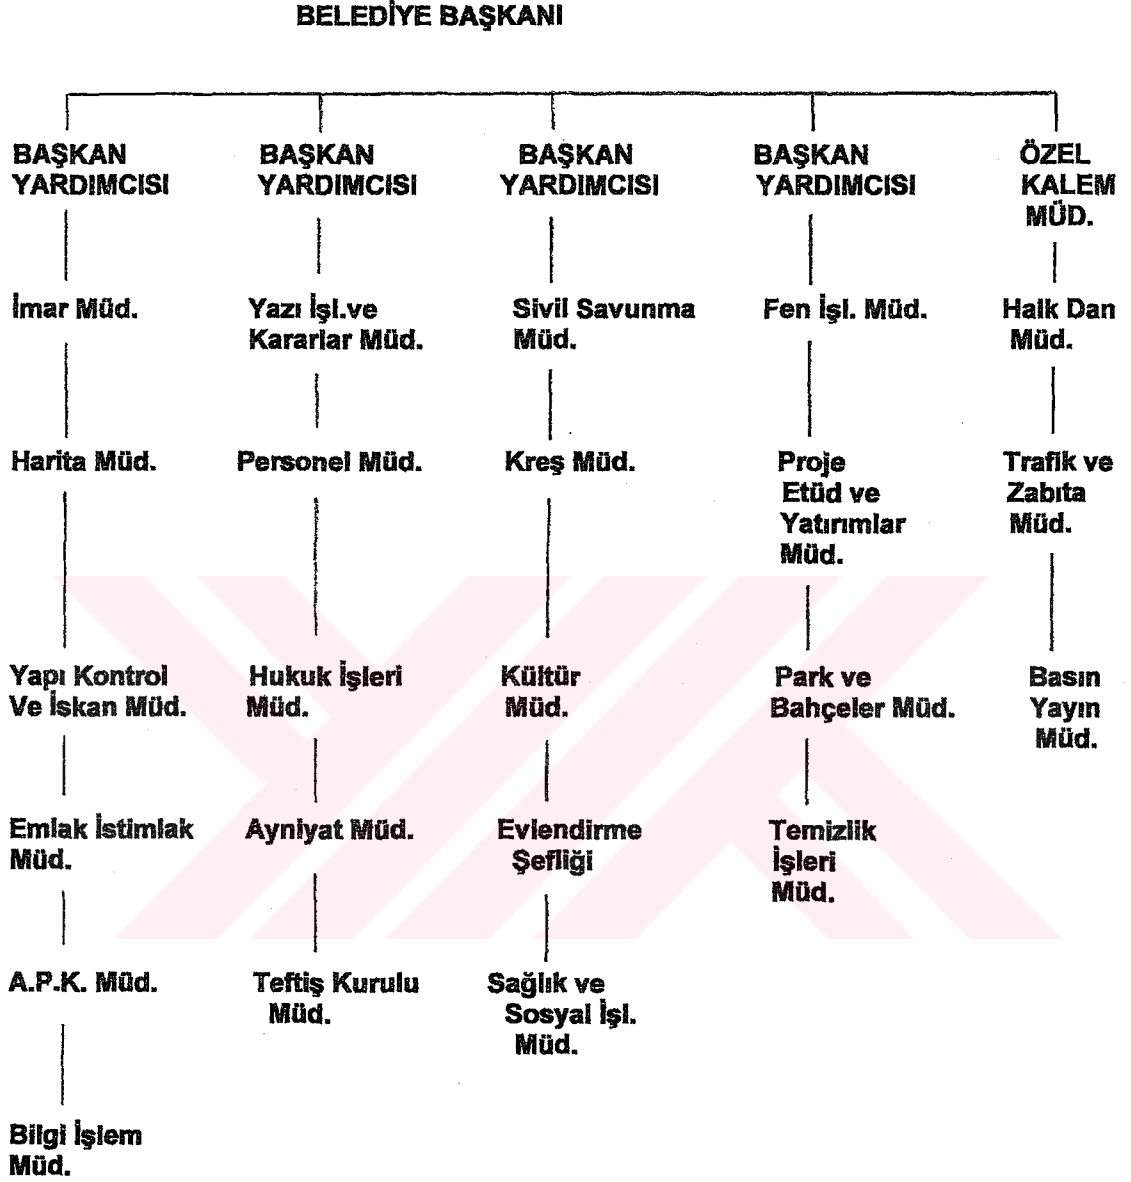 BELEDİYE BAŞKANI
BAŞKAN
YARDIMCISI
İmar Müd.
Harita Müd.
Yapı Kontrol
Ve İskan Müd.
Emlak İstimlak
Müd.
A.P.K. Müd.
Bilgi İşlem
Müd.
BAŞKAN
YARDIMCISI
Yazı İşl.ve
Kararlar Müd.
Personel Müd.
Hukuk İşleri
Müd.
Ayniyat Müd.
Teftiş Kurulu
Müd.
BAŞKAN
YARDIMCISI
Sivil Savunma
Müd.
Kreş Müd.
Kültür
Müd.
Evlendirme
Şefliği
Sağlık ve
Sosyal İşl.
Müd.
BAŞKAN
YARDIMCISI
Fen İşl. Müd.
Proje
Etüd ve
Yatırımlar
Müd.
Park ve
Bahçeler Müd.
Temizlik
İşleri
Müd.
ÖZEL
KALEM
MÜD.
Halk Dan
Müd.
Trafik ve
Zabıta
Müd.
Basın
Yayın
Müd.